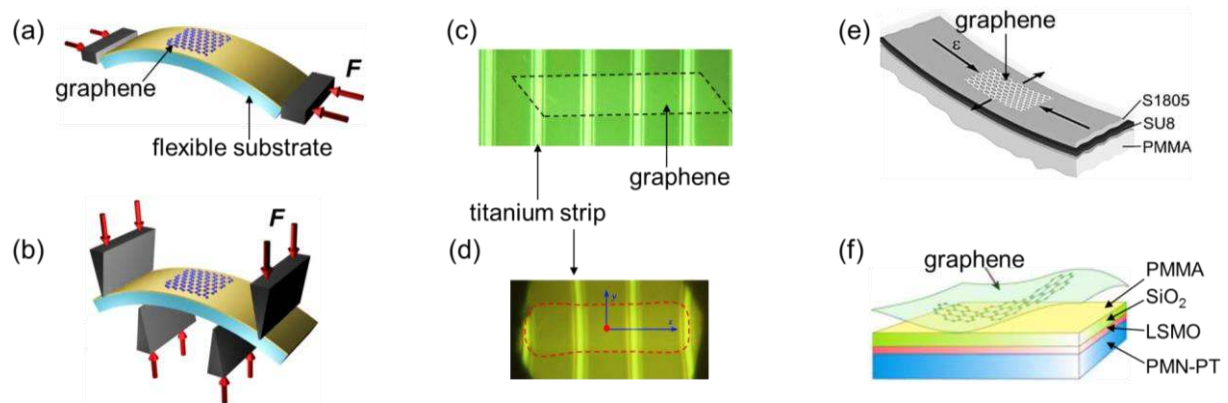 (a)
F
graphene
flexible substrate
(b)
F
(c)
graphene
titanium strip
(d)
y
x
(e)
graphene
ε
S1805
SU8
PMMA
(f)
graphene
PMMA
SiO₂
LSMO
PMN-PT